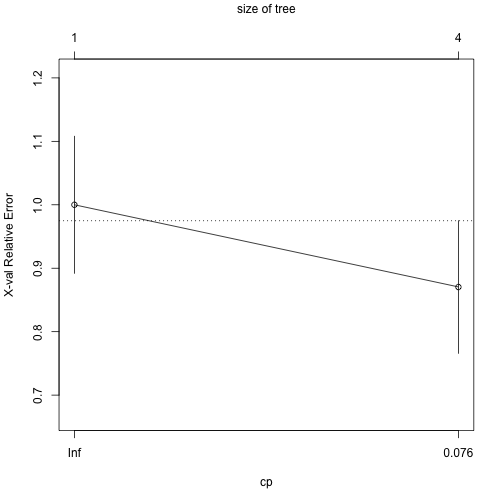 size of tree
1 4
1.2
1.1
1.0
0.9
0.8
0.7
X-val Relative Error
Inf 0.076
cp